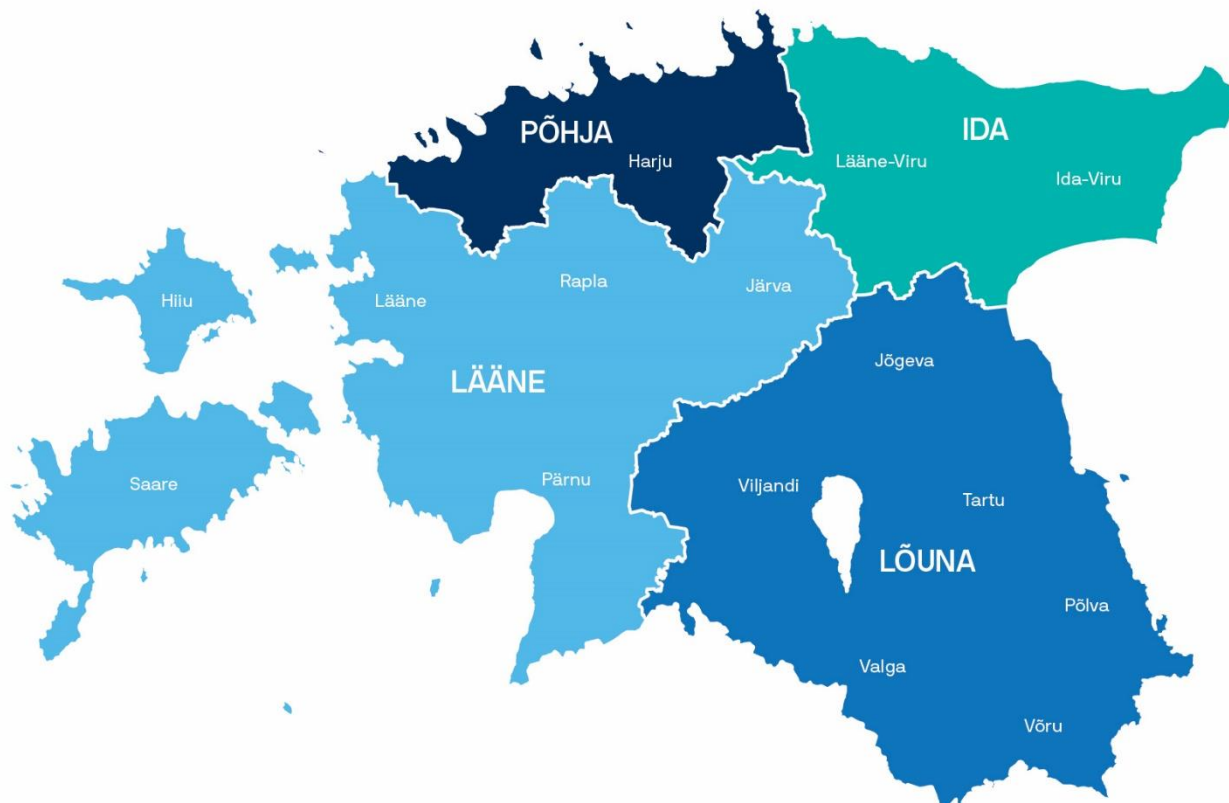 PÕHJA
IDA
Harju
Lääne-Viru
Ida-Viru
Hiiu
Lääne
Rapla
Järva
Jõgeva
LÄÄNE
Saare
Pärnu
Viljandi
Tartu
LÕUNA
Põlva
Valga
Võru